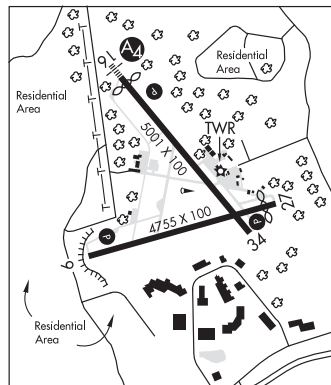 A4
Residential
Area
16
P
Residential
Area
5001 X 100
TWR
27
4755 X 100
P
P
34
9
Residential
Area